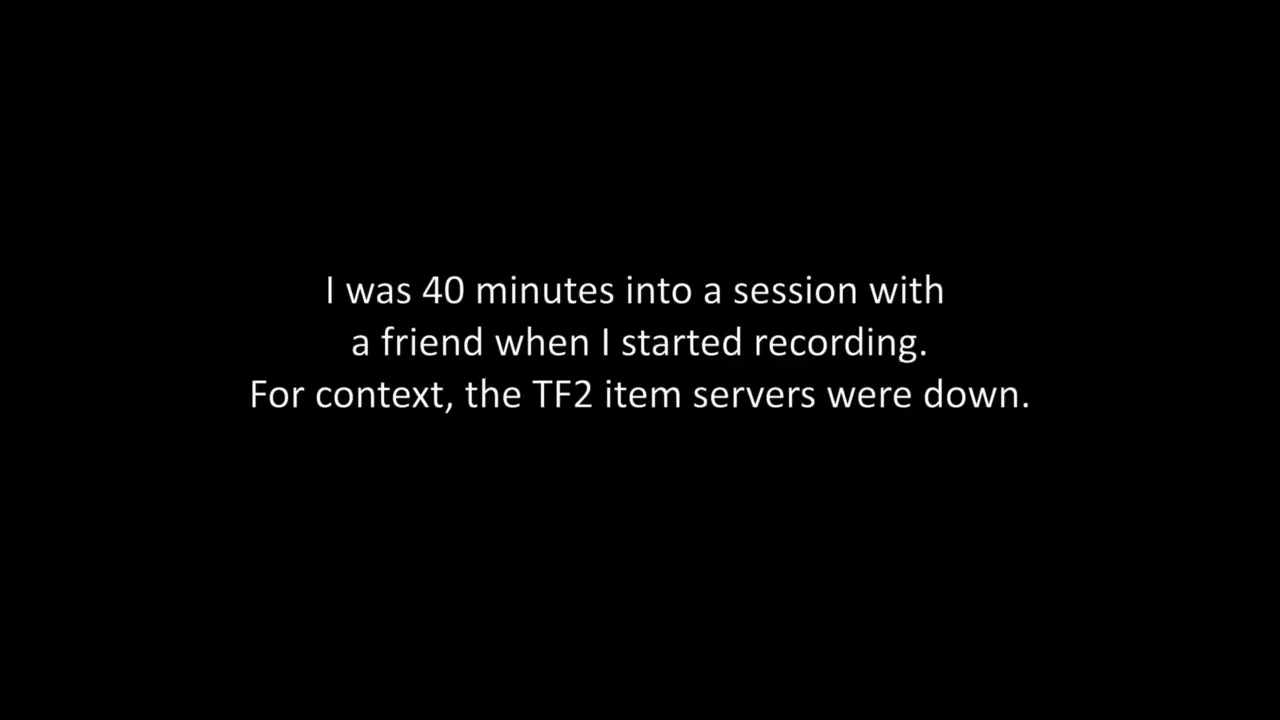 I was 40 minutes into a session with
a friend when I started recording.
For context, the TF2 item servers were down.